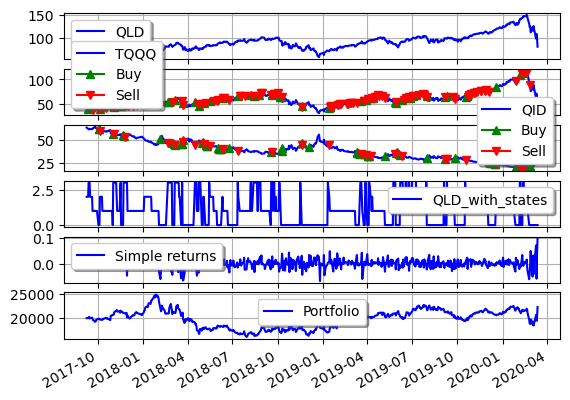 150
100
QLD
TQQQ
Buy
Sell
100
50
QID
Buy
Sell
50
25
2.5
0.0
QLD_with_states
0.1
0.0
Simple returns
25000
20000
Portfolio
2017-10
2018-01
2018-04
2018-07
2018-10
2019-01
2019-04
2019-07
2019-10
2020-01
2020-04